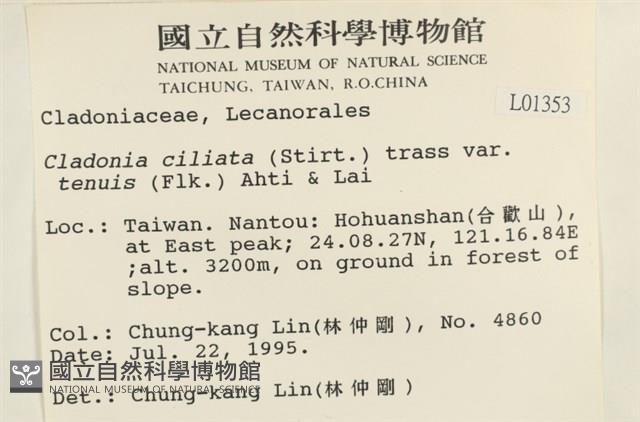 國立自然科學博物館
NATIONAL MUSEUM OF NATURAL SCIENCE
TAICHUNG, TAIWAN, R.O.CHINA
L01353
Cladoniaceae, Lecanorales
Cladonia ciliata (Stirt.) trass var.
tenuis (Flk.) Ahti & Lai
Loc.: Taiwan. Nantou: Hohuanshan(合歡山),
at East peak; 24.08.27N, 121.16.84E
;alt. 3200m, on ground in forest of
slope.
Col.: Chung-kang Lin(林仲剛), No. 4860
Date: Jul. 22, 1995.
國立自然科學博物館
NATIONAL MUSEUM OF NATURAL SCIENCE
Det.: Chung-kang Lin(林仲剛)